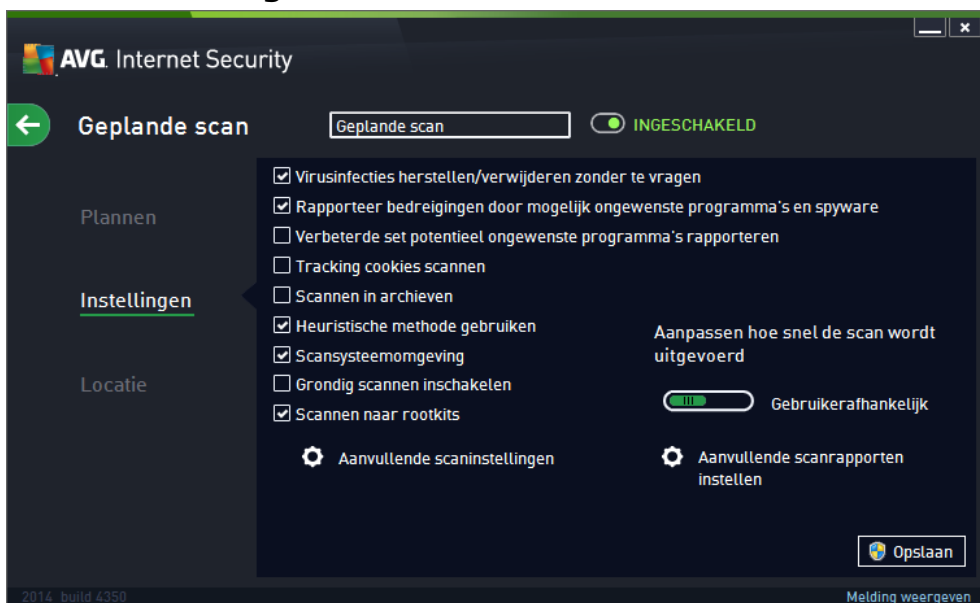 AVG. Internet Security
Geplande scan
Geplande scan
INGESCHAKELD
Plannen
Instellingen
Locatie
Virusinfecties herstellen/verwijderen zonder te vragen
Rapporteer bedreigingen door mogelijk ongewenste programma's en spyware
Verbeterde set potentieel ongewenste programma's rapporteren
Tracking cookies scannen
Scannen in archieven
Heuristische methode gebruiken
Scansysteemomgeving
Grondig scannen inschakelen
Scannen naar rootkits
Aanvullende scaninstellingen
Aanpassen hoe snel de scan wordt
uitgevoerd
Gebruikerafhankelijk
Aanvullende scanrapporten
instellen
Opslaan
2014 build 4350
Melding weergeven